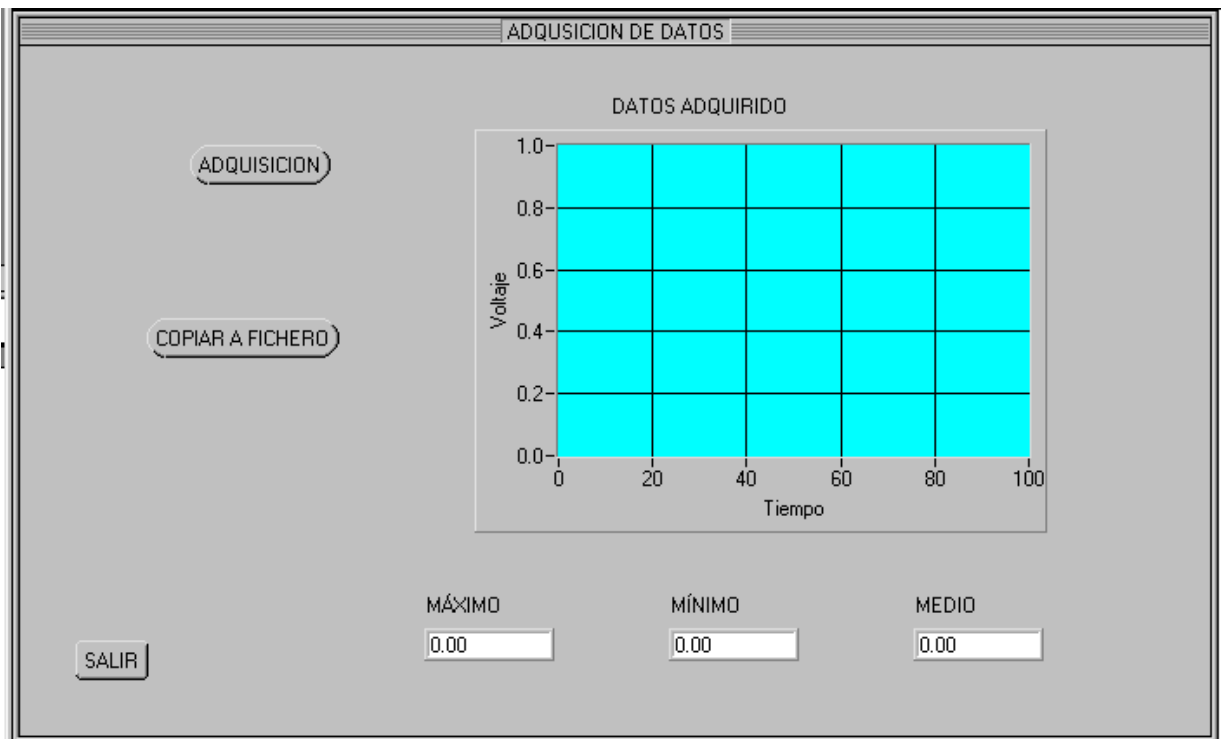 ADQUSICION DE DATOS
DATOS ADQUIRIDO
ADQUISICION
COPIAR A FICHERO
1.0
0.8
0.6
0.4
0.2
0.0
Voltaje
0 20 40 60 80 100
Tiempo
MÁXIMO MÍNIMO MEDIO
0.00 0.00 0.00
SALIR